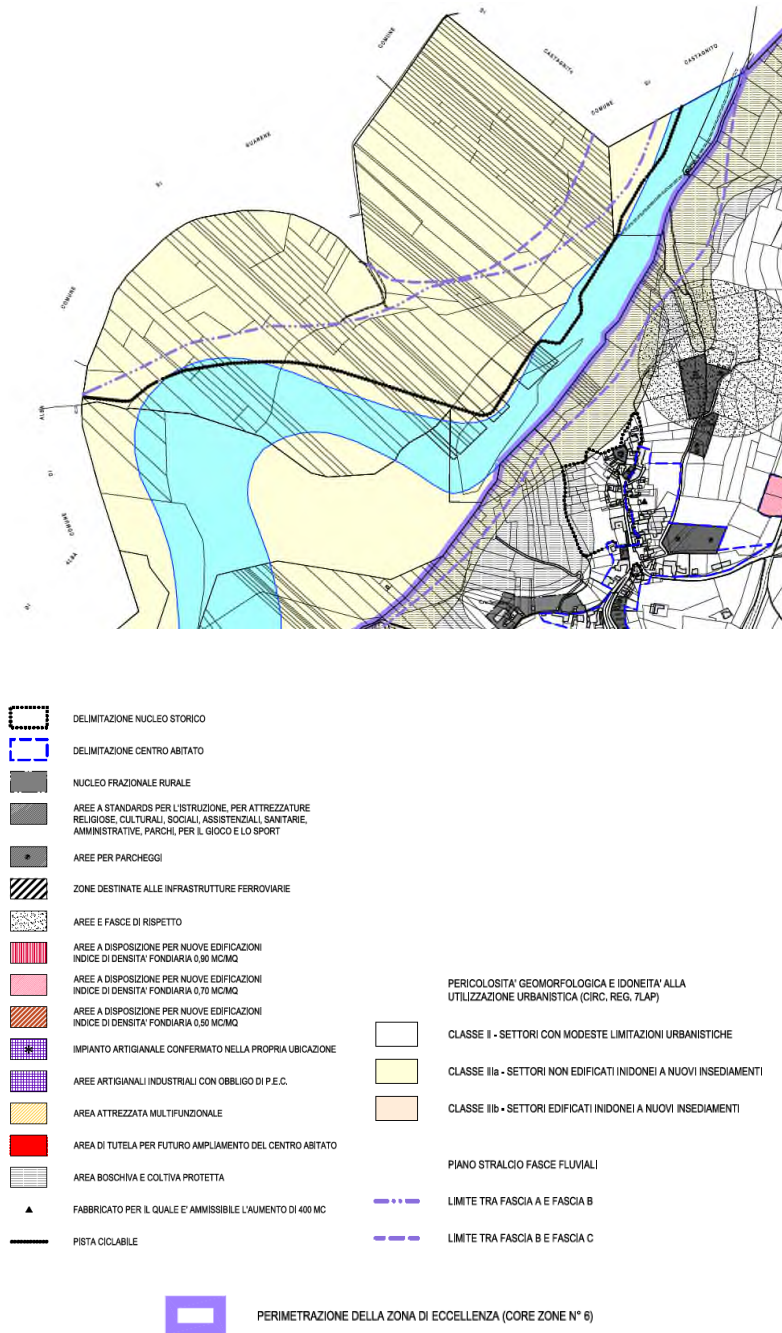 DI
COMUNE
CASTAGNITO
DI
CASTAGNITO
COMUNE
GUARENE
DI
COMUNE
ALBA
DI
COMUNE
ALBA
DI
DELIMITAZIONE NUCLEO STORICO
DELIMITAZIONE CENTRO ABITATO
NUCLEO FRAZIONALE RURALE
AREE A STANDARDS PER L'ISTRUZIONE, PER ATTREZZATURE
RELIGIOSE, CULTURALI, SOCIALI, ASSISTENZIALI, SANITARIE,
AMMINISTRATIVE, PARCHI, PER IL GIOCO E LO SPORT
AREE PER PARCHEGGI
ZONE DESTINATE ALLE INFRASTRUTTURE FERROVIARIE
AREE E FASCE DI RISPETTO
AREE A DISPOSIZIONE PER NUOVE EDIFICAZIONI
INDICE DI DENSITA' FONDIARIA 0,90 MC/MQ
AREE A DISPOSIZIONE PER NUOVE EDIFICAZIONI
INDICE DI DENSITA' FONDIARIA 0,70 MC/MQ
AREE A DISPOSIZIONE PER NUOVE EDIFICAZIONI
INDICE DI DENSITA' FONDIARIA 0,50 MC/MQ
IMPIANTO ARTIGIANALE CONFERMATO NELLA PROPRIA UBICAZIONE
AREE ARTIGIANALI INDUSTRIALI CON OBBLIGO DI P.E.C.
AREA ATTREZZATA MULTIFUNZIONALE
AREA DI TUTELA PER FUTURO AMPLIAMENTO DEL CENTRO ABITATO
AREA BOSCHIVA E COLTIVA PROTETTA
FABBRICATO PER IL QUALE E' AMMISSIBILE L'AUMENTO DI 400 MC
PISTA CICLABILE
PERICOLOSITA' GEOMORFOLOGICA E IDONEITA' ALLA
UTILIZZAZIONE URBANISTICA (CIRC. REG. 7LAP)
CLASSE II - SETTORI CON MODESTE LIMITAZIONI URBANISTICHE
CLASSE IIIa - SETTORI NON EDIFICATI INIDONEI A NUOVI INSEDIAMENTI
CLASSE IIIb - SETTORI EDIFICATI INIDONEI A NUOVI INSEDIAMENTI
PIANO STRALCIO FASCE FLUVIALI
LIMITE TRA FASCIA A E FASCIA B
LIMITE TRA FASCIA B E FASCIA C
PERIMETRAZIONE DELLA ZONA DI ECCELLENZA (CORE ZONE N° 6)